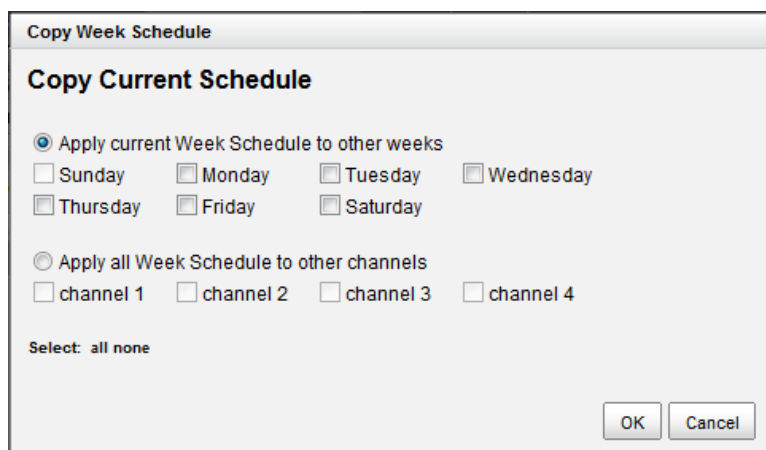 Copy Week Schedule
Copy Current Schedule
Apply current Week Schedule to other weeks
Sunday Monday Tuesday Wednesday
Thursday Friday Saturday
Apply all Week Schedule to other channels
channel 1 channel 2 channel 3 channel 4
Select: all none
OK Cancel